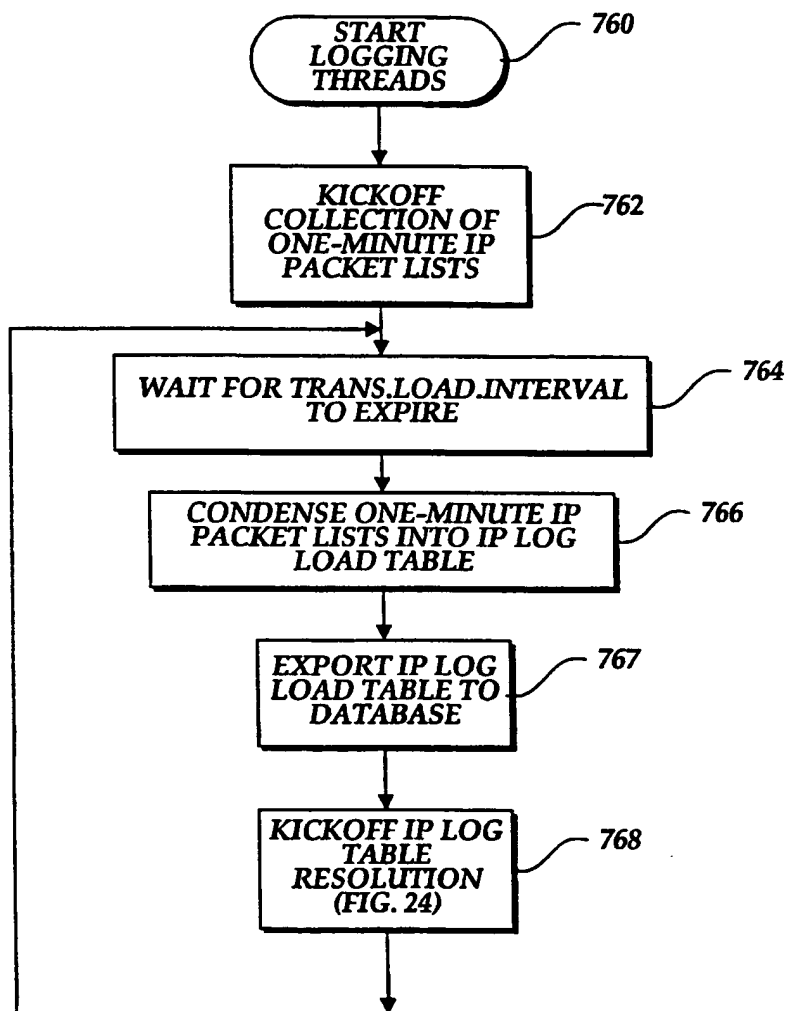 START
LOGGING
THREADS
760
KICKOFF
COLLECTION OF
ONE-MINUTE IP
PACKET LISTS
762
WAIT FOR TRANS.LOAD.INTERVAL
TO EXPIRE
764
CONDENSE ONE-MINUTE IP
PACKET LISTS INTO IP LOG
LOAD TABLE
766
EXPORT IP LOG
LOAD TABLE TO
DATABASE
767
KICKOFF IP LOG
TABLE
RESOLUTION
(FIG. 24)
768